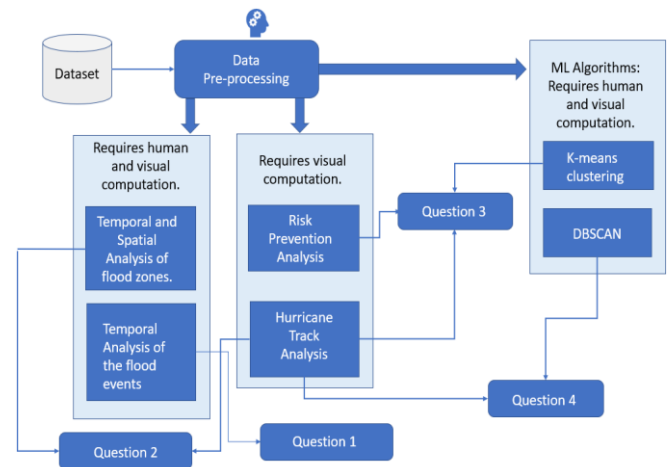 Dataset
Data
Pre-processing
ML Algorithms:
Requires human
and visual
computation.
K-means
clustering
DBSCAN
Requires human
and visual
computation.
Temporal and
Spatial
Analysis of
flood zones.
Temporal
Analysis of
the flood
events
Requires visual
computation.
Risk
Prevention
Analysis
Hurricane
Track
Analysis
Question 3
Question 4
Question 2
Question 1